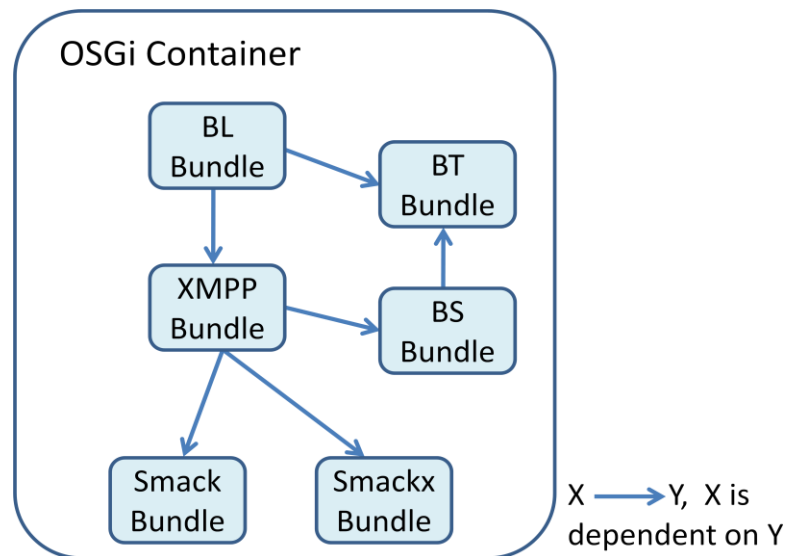 OSGi Container
BL
Bundle
BT
Bundle
XMPP
Bundle
BS
Bundle
Smack
Bundle
Smackx
Bundle
X Y, X is
dependent on Y